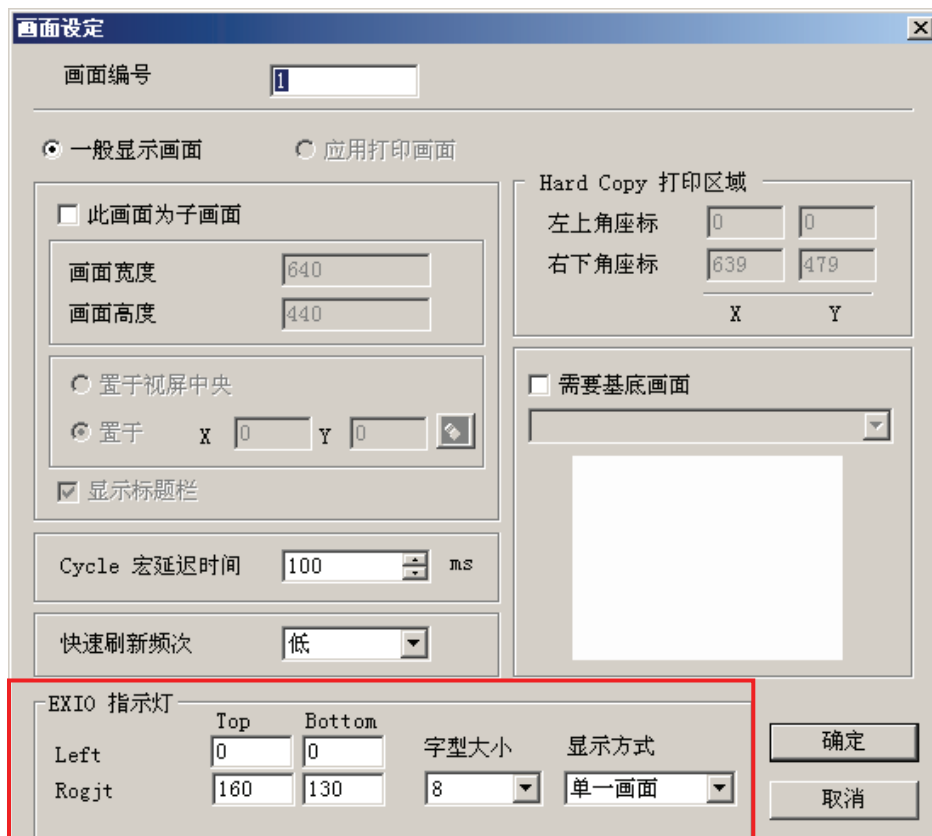 画面设定
画面编号 1
一般显示画面 应用打印画面
此画面为子画面
画面宽度 640
画面高度 440
置于视屏中央
置于 X 0 Y 0
显示标题栏
Cycle 宏延迟时间 100 ms
快速刷新频次 低
Hard Copy 打印区域
左上角座标 0 0
右下角座标 639 479
X Y
需要基底画面
EXIO 指示灯
Top Bottom
Left 0 0
Rogjt 160 130
字型大小
8
显示方式
单一画面
确定
取消